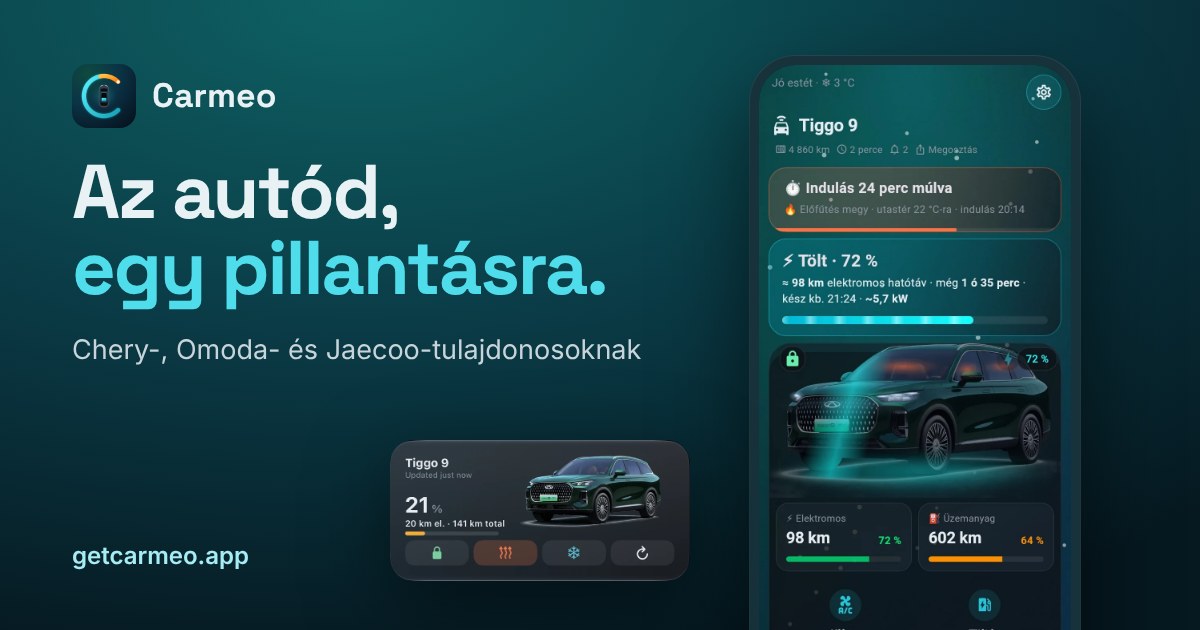 Carmeo
Az autód,
egy pillantásra.
Chery-, Omoda- és Jaecoo-tulajdonosoknak
Tiggo 9
Updated just now
21 %
20 km el. · 141 km total
getcarmeo.app
Jó estét · ❄ 3 °C
Tiggo 9
4 860 km 2 perce 2 Megosztás
Indulás 24 perc múlva
Előfűtés megy · utastér 22 °C-ra · indulás 20:14
Tölt · 72 %
≈ 98 km elektromos hatótáv · még 1 ó 35 perc ·
kész kb. 21:24 · ~5,7 kW
72 %
Elektromos
98 km 72 %
Üzemanyag
602 km 64 %
A/C